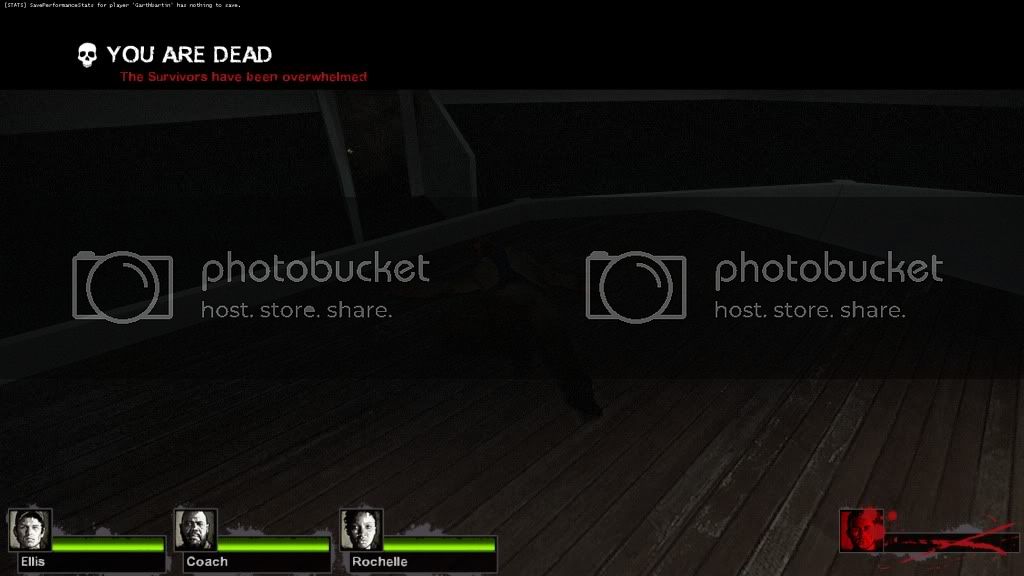 [STATS] SavePerformanceStats for player 'Garthbartin' has nothing to save.
YOU ARE DEAD
The Survivors have been overwhelmed
photobucket photobucket
host. store. share. host. store. share.
Ellis Coach Rochelle